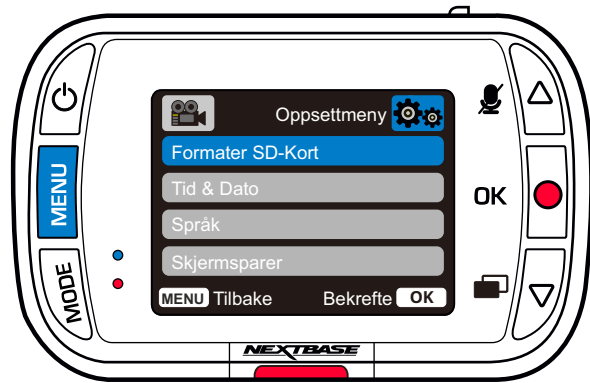 Oppsettmeny
Formater SD-Kort
Tid & Dato
Språk
Skjermsparer
MENU Tilbake Bekrefte OK
MENU
MODE
OK
NEXTBASE